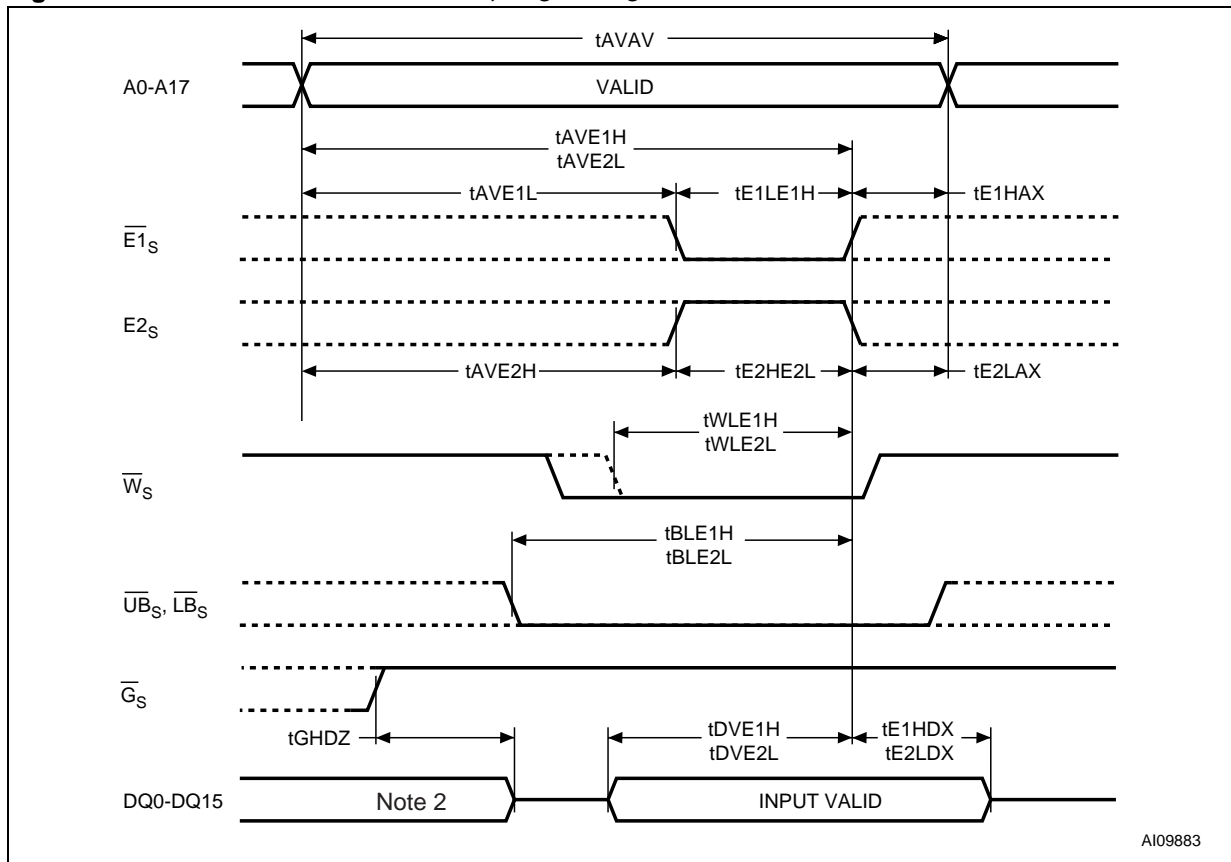 tAVAV
A0-A17
VALID
tAVE1H
tAVE2L
tAVE1L
tE1LE1H
tE1HAX
E1S
E2S
tAVE2H
tE2HE2L
tE2LAX
tWLE1H
tWLE2L
WS
tBLE1H
tBLE2L
UBS, LBS
GS
tGHDZ
tDVE1H
tDVE2L
tE1HDX
tE2LDX
DQ0-DQ15
Note 2
INPUT VALID
AI09883